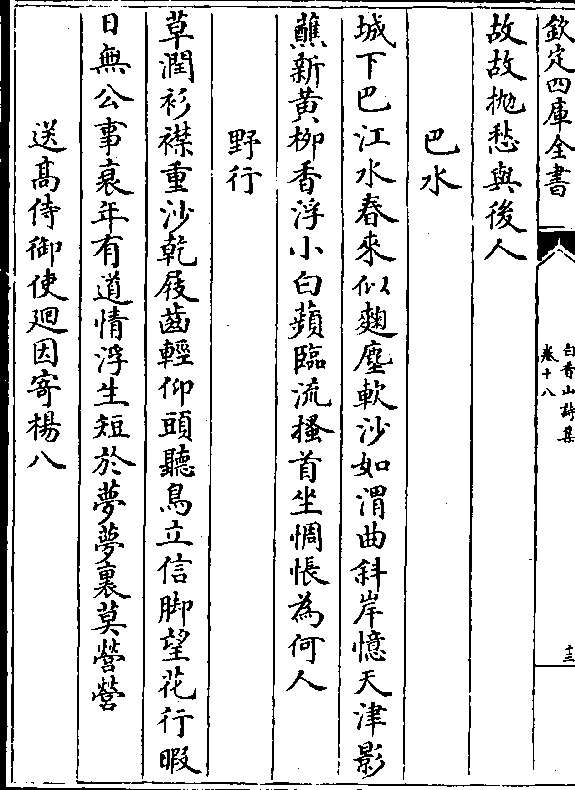 欽定四庫全書
白香山詩集
卷十八
十三
故故抛愁與後人
巴水
城下巴江水春來似麴塵軟沙如渭曲斜岸憶天津影
蘸新黄栁香浮小白蘋臨流搔首坐惆悵為何人
野行
草潤衫襟重沙乾屐齒輕仰頭聽鳥立信脚望花行暇
日無公事衰年有道情浮生短於夢夢裏莫營營
送髙侍御使廻因寄楊八